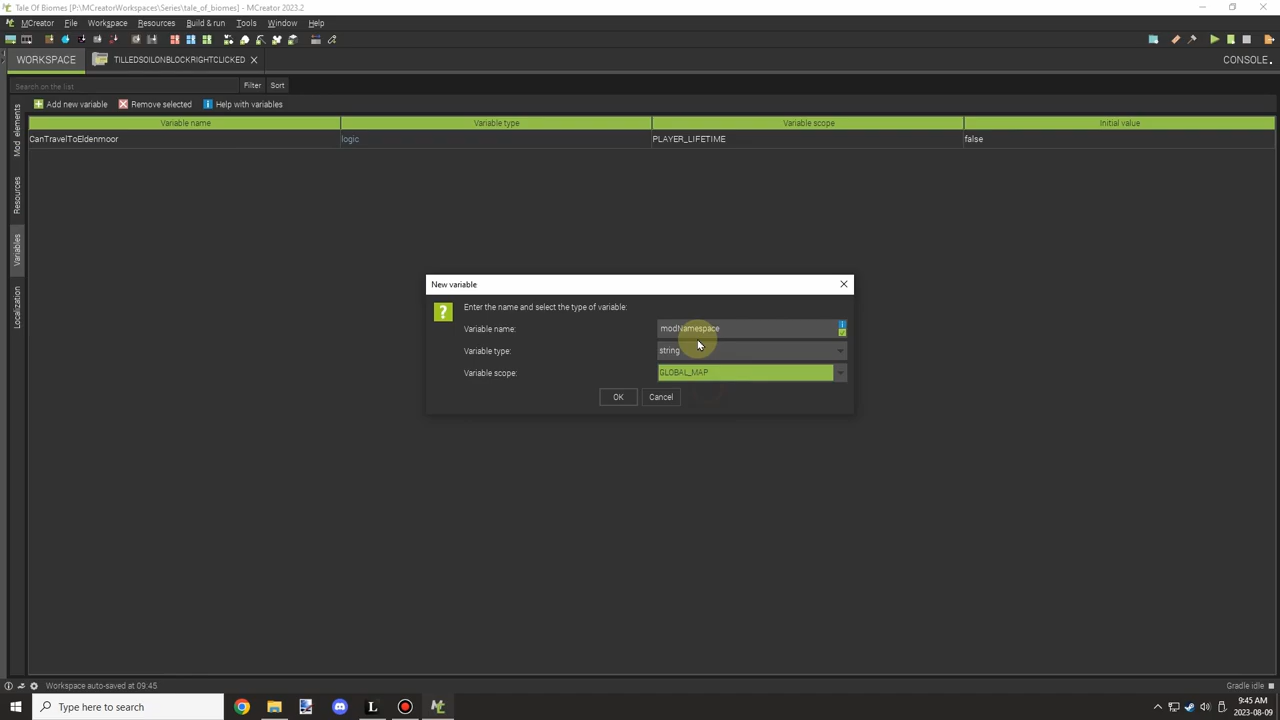 Tale Of Biomes [P:\MCreatorWorkspaces\Series\tale_of_biomes] - MCreator 2023.2
MCreator File Workspace Resources Build & run Tools Window Help
WORKSPACE TILLEDSOILONBLOCKRIGHTCLICKED CONSOLE
Search on the list Filter Sort
Add new variable Remove selected Help with variables
Variable name Variable type Variable scope Initial value
CanTravelToEldenmoor logic PLAYER_LIFETIME false
Mod elements
Resources
Variables
Localization
New variable
Enter the name and select the type of variable:
Variable name: modNamespace
Variable type: string
Variable scope: GLOBAL_MAP
OK Cancel
Workspace auto-saved at 09:45 Gradle idle
Type here to search
9:45 AM
2023-08-09